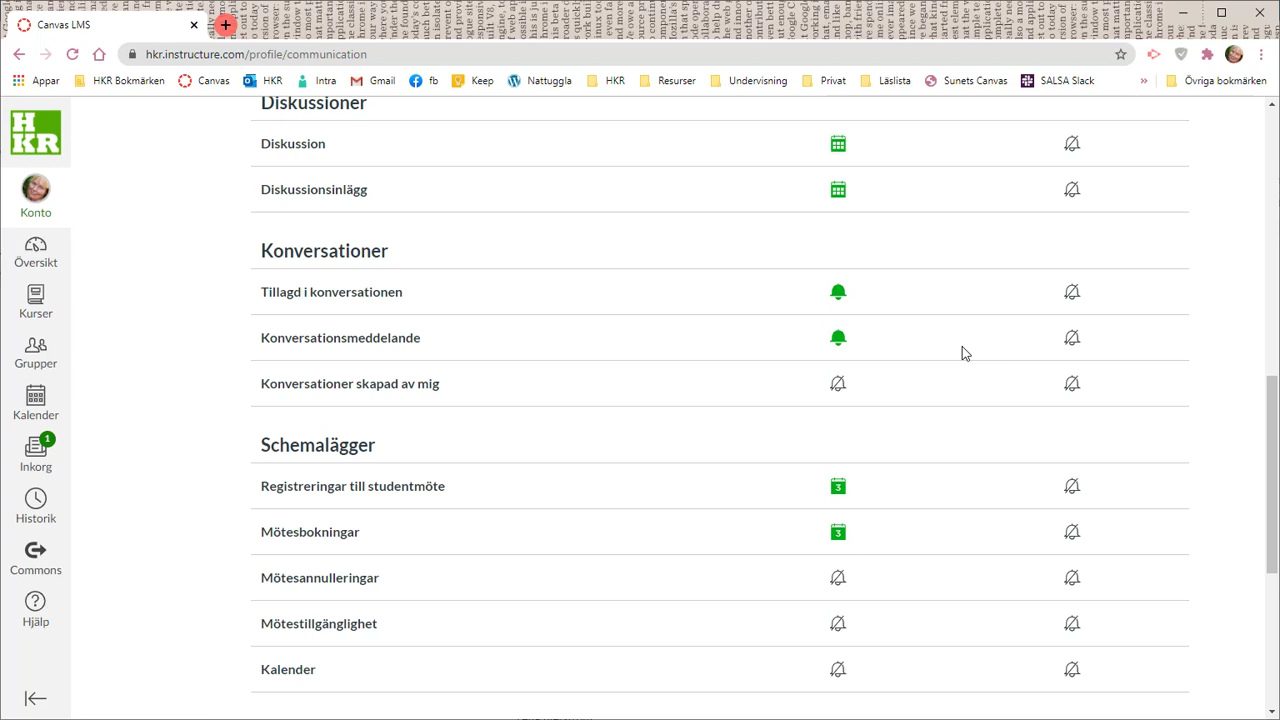 Canvas LMS
hkr.instructure.com/profile/communication
Appar HKR Bokmärken Canvas HKR Intra Gmail fb Keep Nattuggla HKR Resurser Undervisning Privat Läslista Sunets Canvas SALSA Slack » Övriga bokmärken
H
KR
Konto
Översikt
Kurser
Grupper
Kalender
1
Inkorg
Historik
Commons
Hjälp
Diskussioner
Diskussion
Diskussionsinlägg
Konversationer
Tillagd i konversationen
Konversationsmeddelande
Konversationer skapad av mig
Schemalägger
Registreringar till studentmöte 3
Mötesbokningar 3
Mötesannulleringar
Mötestillgänglighet
Kalender